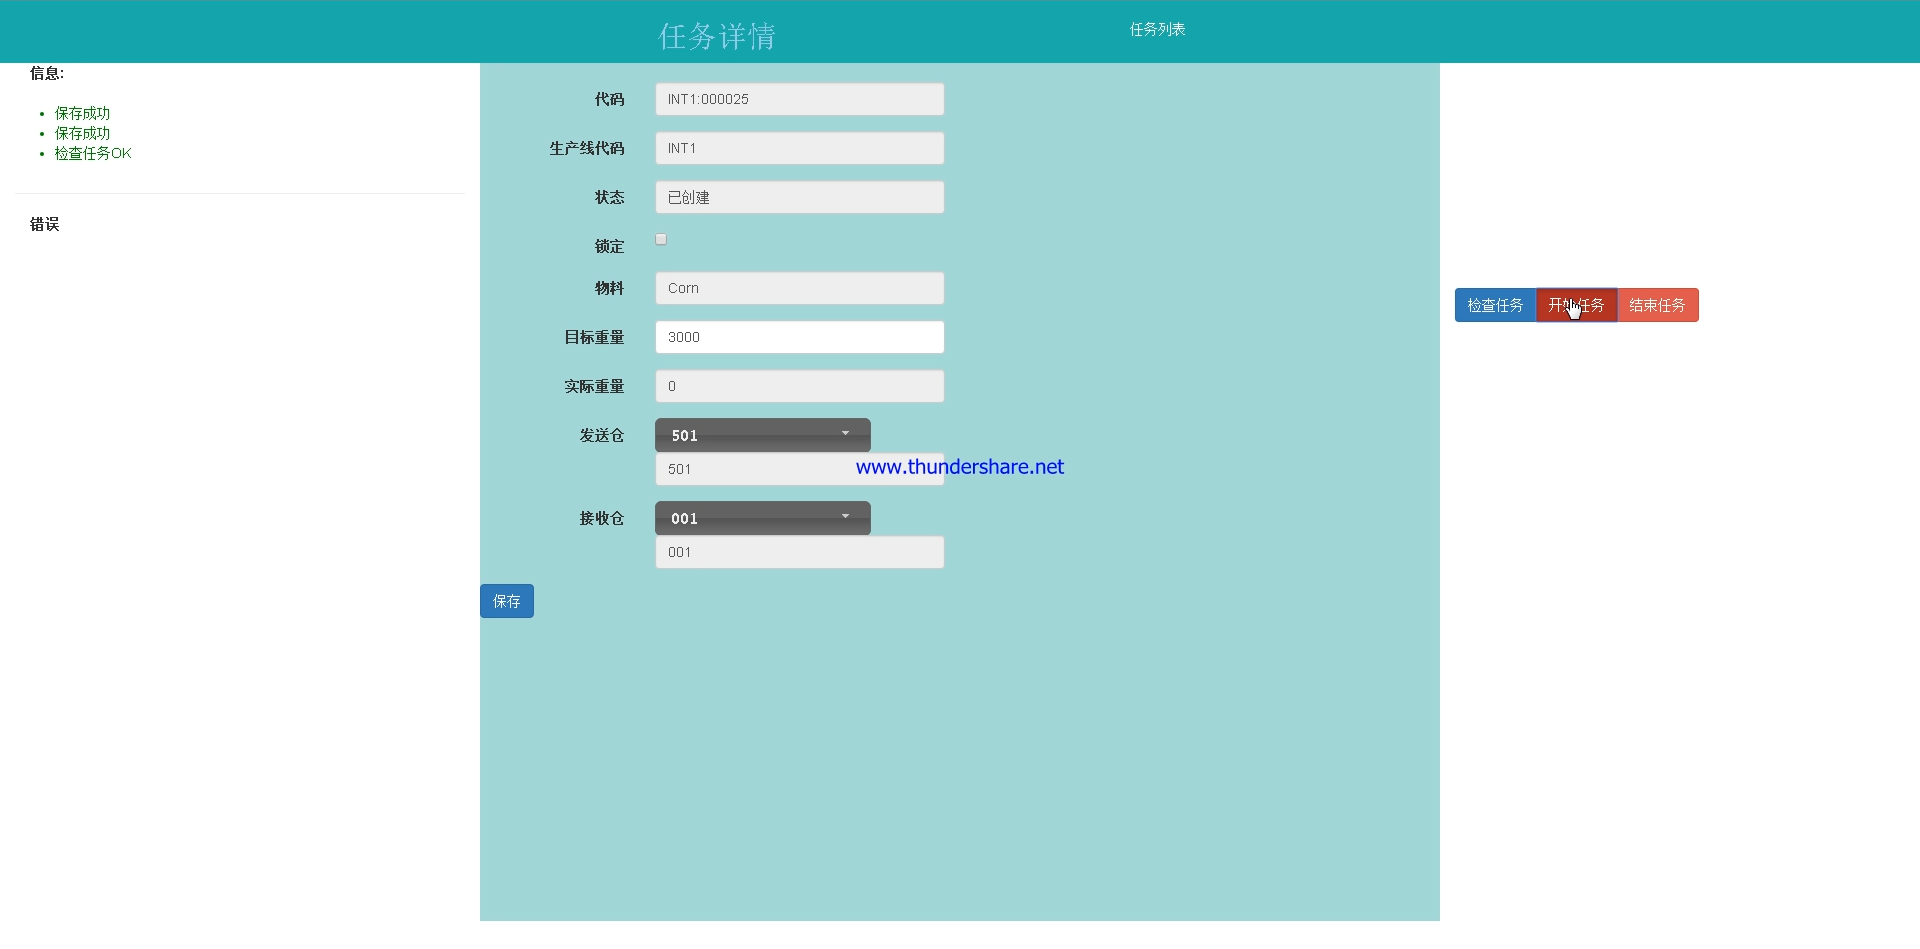 任务详情
任务列表
信息:
保存成功
保存成功
检查任务OK
错误
代码
INT1:000025
生产线代码
INT1
状态
已创建
锁定
物料
Corn
目标重量
3000
实际重量
0
发送仓
501
501
www.thundershare.net
接收仓
001
001
保存
检查任务
开始任务
结束任务